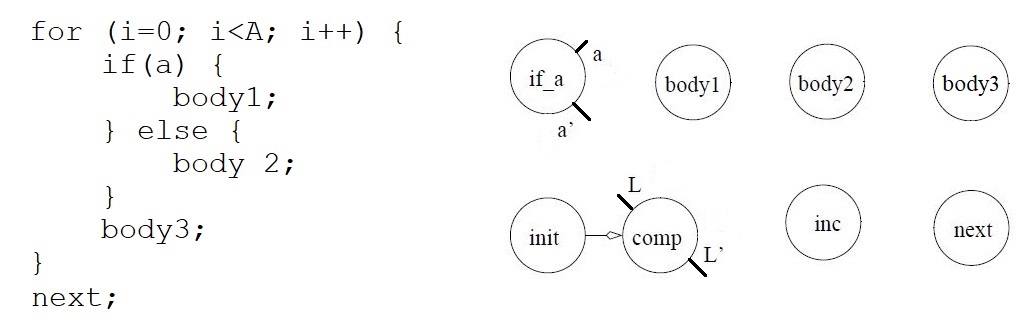 for (i=0; i<A; i++) {
if(a) {
body1;
} else {
body 2;
}
body3;
}
next;
if_a
a
a’
body1
body2
body3
init
L
comp
L’
inc
next